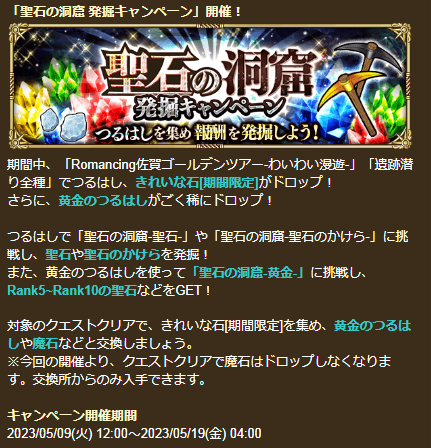 「聖石の洞窟 発掘キャンペーン」開催！
聖石の洞窟
発掘キャンペーン
つるはしを集め 報酬を発掘しよう！
期間中、「Romancing佐賀ゴールデンツアー-わいわい漫遊-」「遺跡潜
り全種」でつるはし、きれいな石[期間限定]がドロップ！
さらに、黄金のつるはしがごく稀にドロップ！
つるはしで「聖石の洞窟-聖石-」や「聖石の洞窟-聖石のかけら-」に挑
戦し、聖石や聖石のかけらを発掘！
また、黄金のつるはしを使って「聖石の洞窟-黄金-」に挑戦し、
Rank5~Rank10の聖石などをGET！
対象のクエストクリアで、きれいな石[期間限定]を集め、黄金のつるは
しや魔石などと交換しましょう。
※今回の開催より、クエストクリアで魔石はドロップしなくなりま
す。交換所からのみ入手できます。
キャンペーン開催期間
2023/05/09(火) 12:00～2023/05/19(金) 04:00